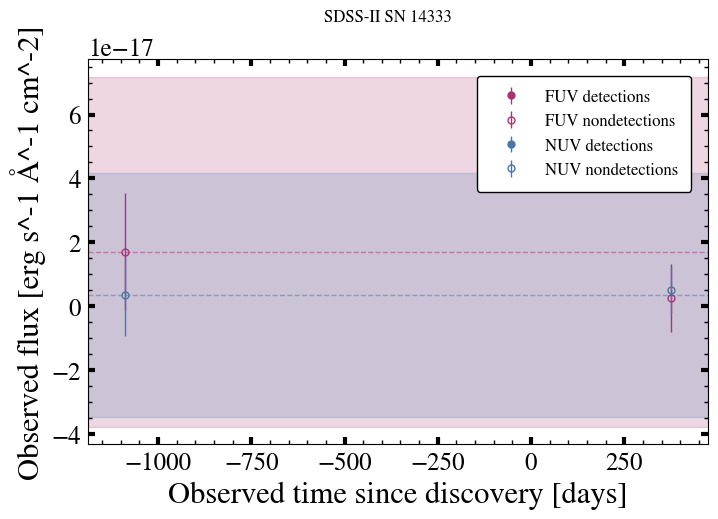 SDSS-II SN 14333
1e−17
FUV detections
FUV nondetections
NUV detections
NUV nondetections
6
4
2
0
−2
−4
Observed flux [erg s^-1 Å^-1 cm^-2]
−1000 −750 −500 −250 0 250
Observed time since discovery [days]